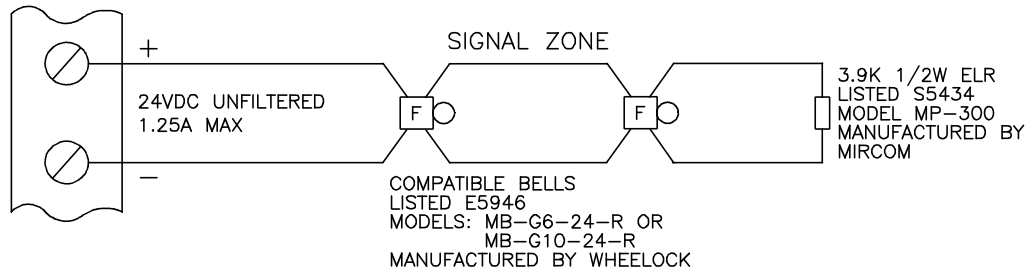 +
SIGNAL ZONE
24VDC UNFILTERED
1.25A MAX
F
F
3.9K 1/2W ELR
LISTED S5434
MODEL MP-300
MANUFACTURED BY
MIRCOM
-
COMPATIBLE BELLS
LISTED E5946
MODELS: MB-G6-24-R OR
MB-G10-24-R
MANUFACTURED BY WHEELOCK